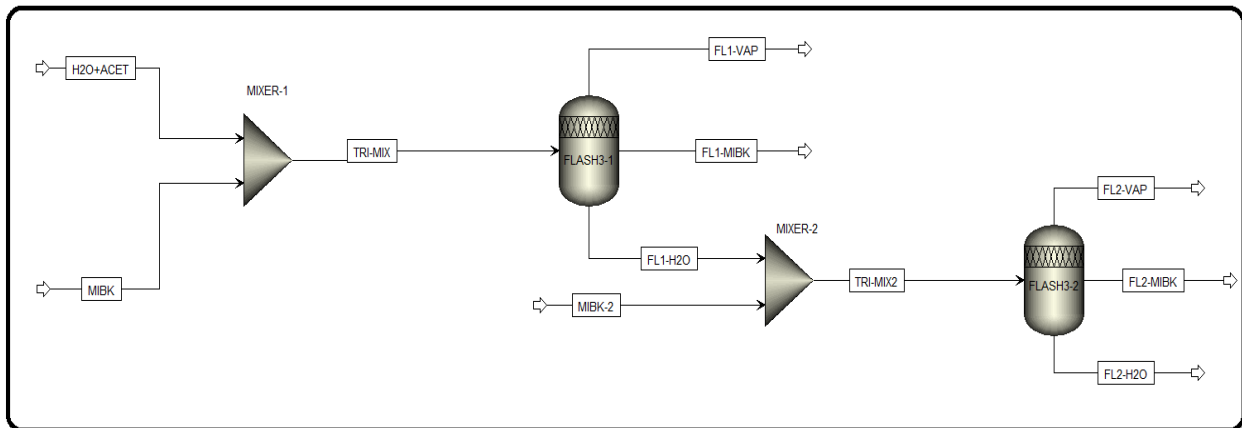 FL1-VAP
H2O+ACET
MIXER-1
TRI-MIX
FLASH3-1
FL1-MIBK
FL2-VAP
MIXER-2
FL1-H2O
TRI-MIX2
FLASH3-2
FL2-MIBK
MIBK
MIBK-2
FL2-H2O